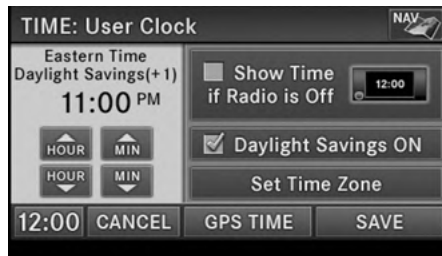 TIME: User Clock
NAV
Eastern Time
Daylight Savings(+1)
11:00 PM
HOUR
MIN
HOUR
MIN
Show Time
if Radio is Off
12:00
Daylight Savings ON
Set Time Zone
12:00
CANCEL
GPS TIME
SAVE